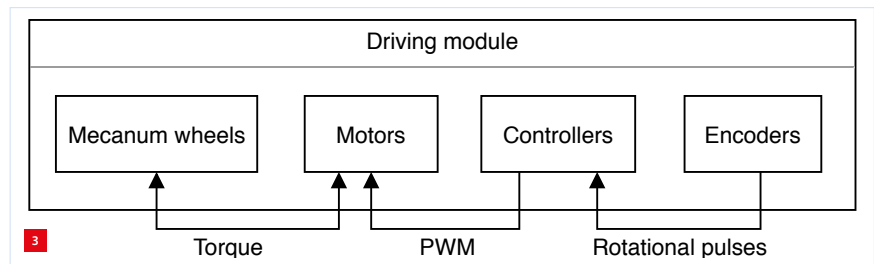 Driving module
Mecanum wheels
Motors
Controllers
Encoders
Torque
PWM
Rotational pulses
3